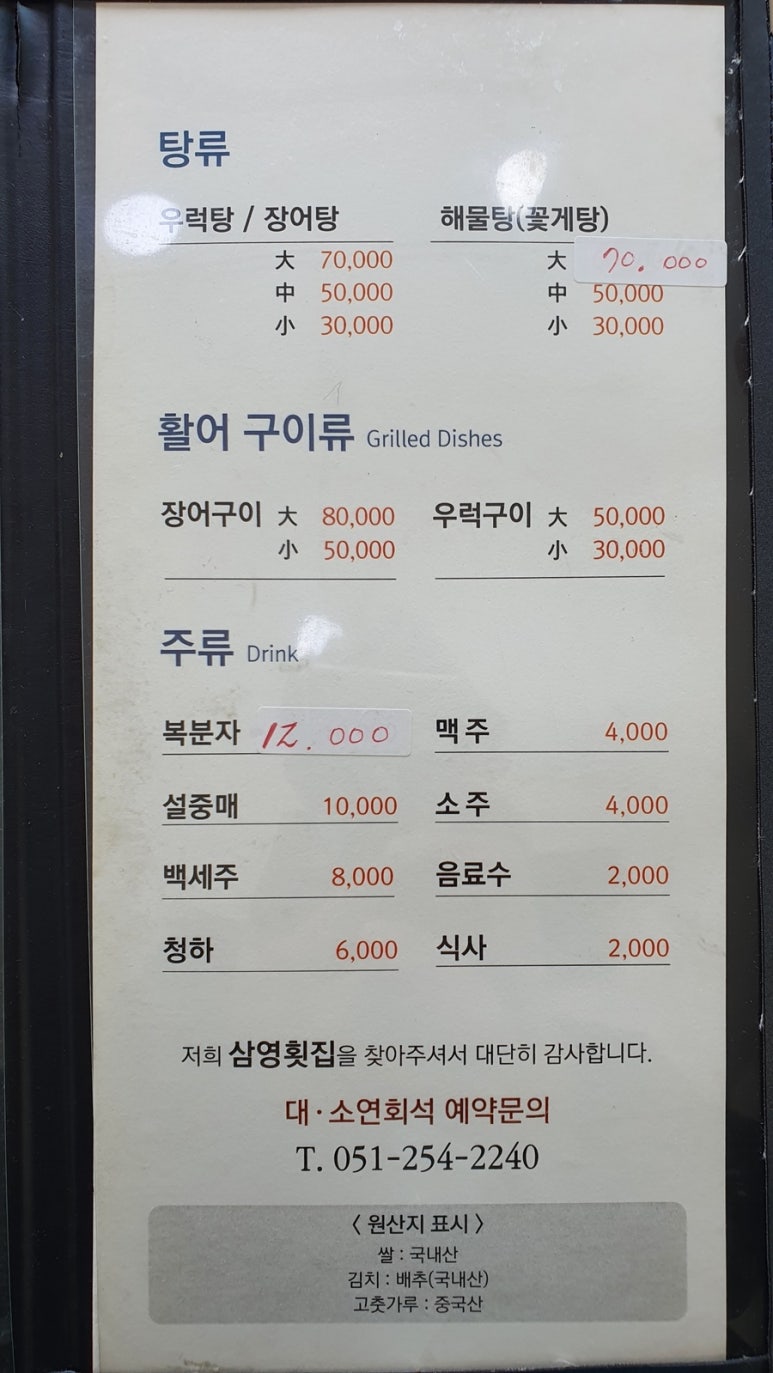 탕류
우럭탕 / 장어탕
大 70,000
中 50,000
小 30,000
해물탕(꽃게탕)
大 70.000
中 50,000
小 30,000
활어 구이류 Grilled Dishes
장어구이 大 80,000
小 50,000
우럭구이 大 50,000
小 30,000
주류 Drink
복분자 12.000
설중매 10,000
백세주 8,000
청하 6,000
맥주 4,000
소주 4,000
음료수 2,000
식사 2,000
저희 삼영횟집을 찾아주셔서 대단히 감사합니다.
대·소연회석 예약문의
T. 051-254-2240
〈 원산지 표시 〉
쌀 : 국내산
김치 : 배추(국내산)
고춧가루 : 중국산